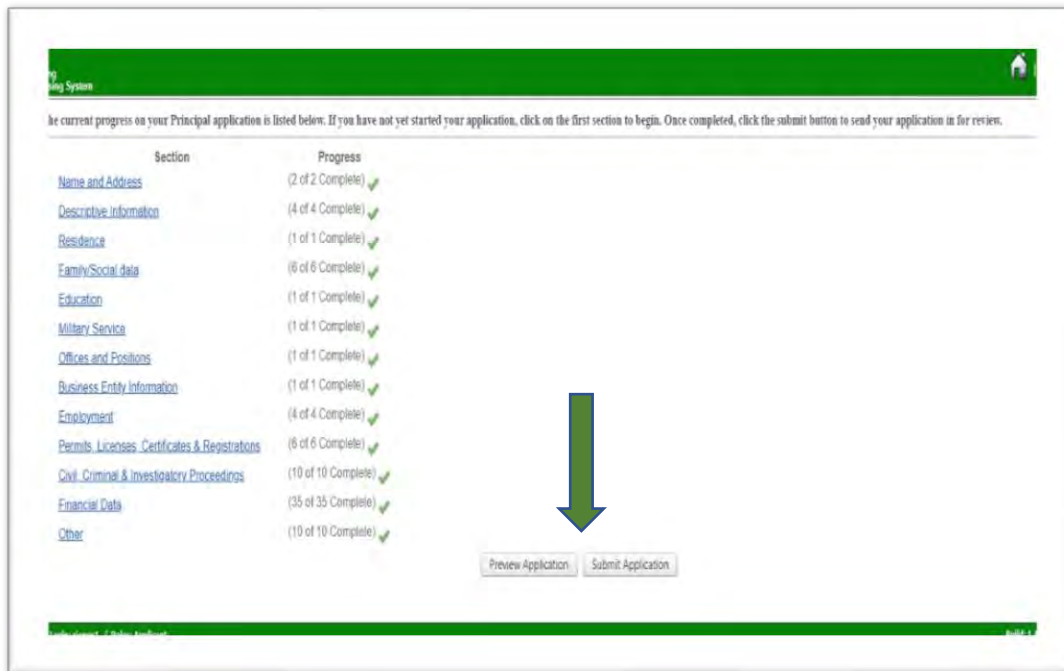 ng
ning System
he current progress on your Principal application is listed below. If you have not yet started your application, click on the first section to begin. Once completed, click the submit button to send your application in for review.
Section Progress
Name and Address (2 of 2 Complete)
Descriptive Information (4 of 4 Complete)
Residence (1 of 1 Complete)
Family/Social data (6 of 6 Complete)
Education (1 of 1 Complete)
Military Service (1 of 1 Complete)
Offices and Positions (1 of 1 Complete)
Business Entity Information (1 of 1 Complete)
Employment (4 of 4 Complete)
Permits, Licenses, Certificates & Registrations (6 of 6 Complete)
Civil, Criminal & Investigatory Proceedings (10 of 10 Complete)
Financial Data (35 of 35 Complete)
Other (10 of 10 Complete)
Preview Application Submit Application